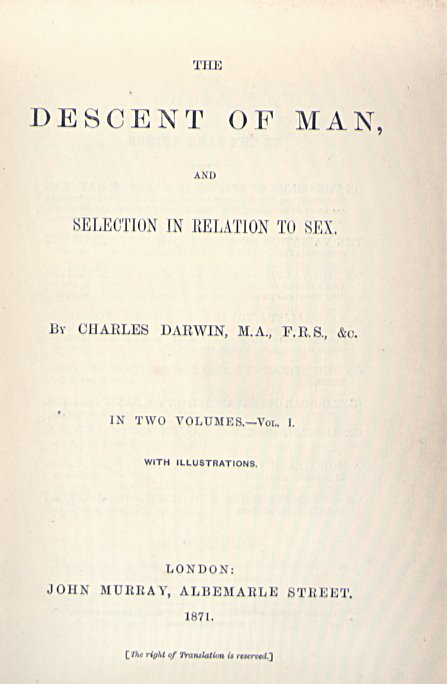 THE
DESCENT OF MAN,
AND
SELECTION IN RELATION TO SEX.
BY CHARLES DARWIN, M.A., F.R.S., &c.
IN TWO VOLUMES.—VOL. I.
WITH ILLUSTRATIONS.
LONDON:
JOHN MURRAY, ALBEMARLE STREET.
1871.
[The right of Translation is reserved.]